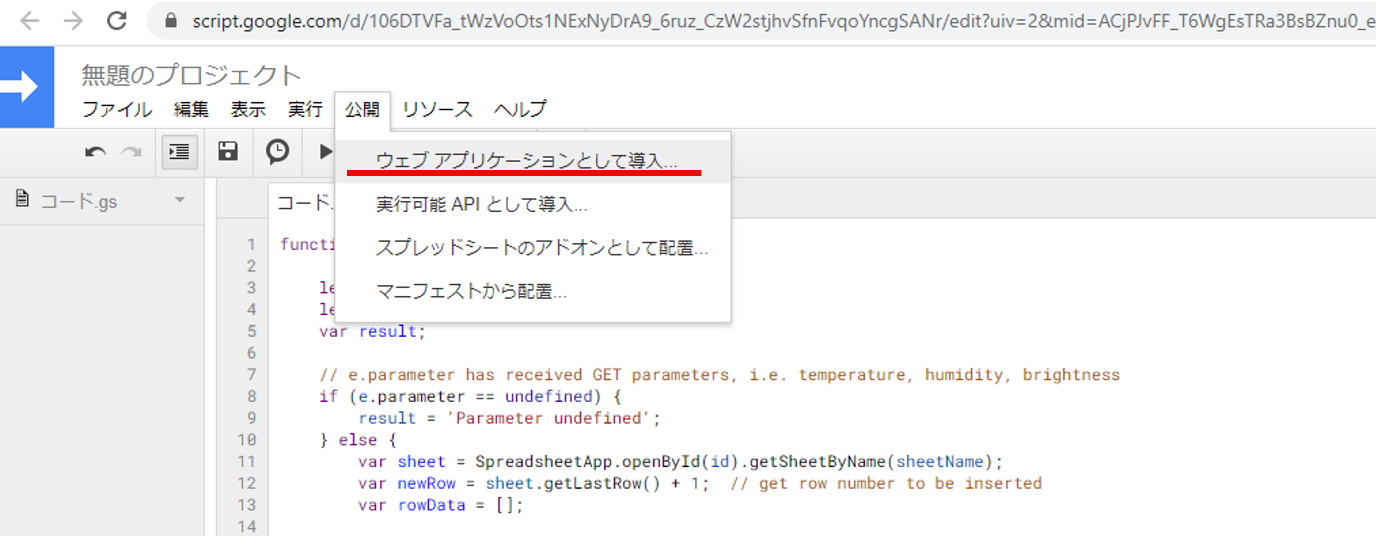 script.google.com/d/106DTVFa_tWzVoOts1NExNyDrA9_6ruz_CzW2stjhvSfnFvqoYncgSANr/edit?uiv=2&mid=ACjPJvFF_T6WgEsTRa3BsBZnu0_e
無題のプロジェクト
ファイル 編集 表示 実行 公開 リソース ヘルプ
ウェブ アプリケーションとして導入...
実行可能 API として導入...
スプレッドシートのアドオンとして配置...
マニフェストから配置...
コード.gs
コード.
1 functi
2
3 le
4 le
5 var result;
6
7 // e.parameter has received GET parameters, i.e. temperature, humidity, brightness
8 if (e.parameter == undefined) {
9 result = 'Parameter undefined';
10 } else {
11 var sheet = SpreadsheetApp.openById(id).getSheetByName(sheetName);
12 var newRow = sheet.getLastRow() + 1; // get row number to be inserted
13 var rowData = [];
14